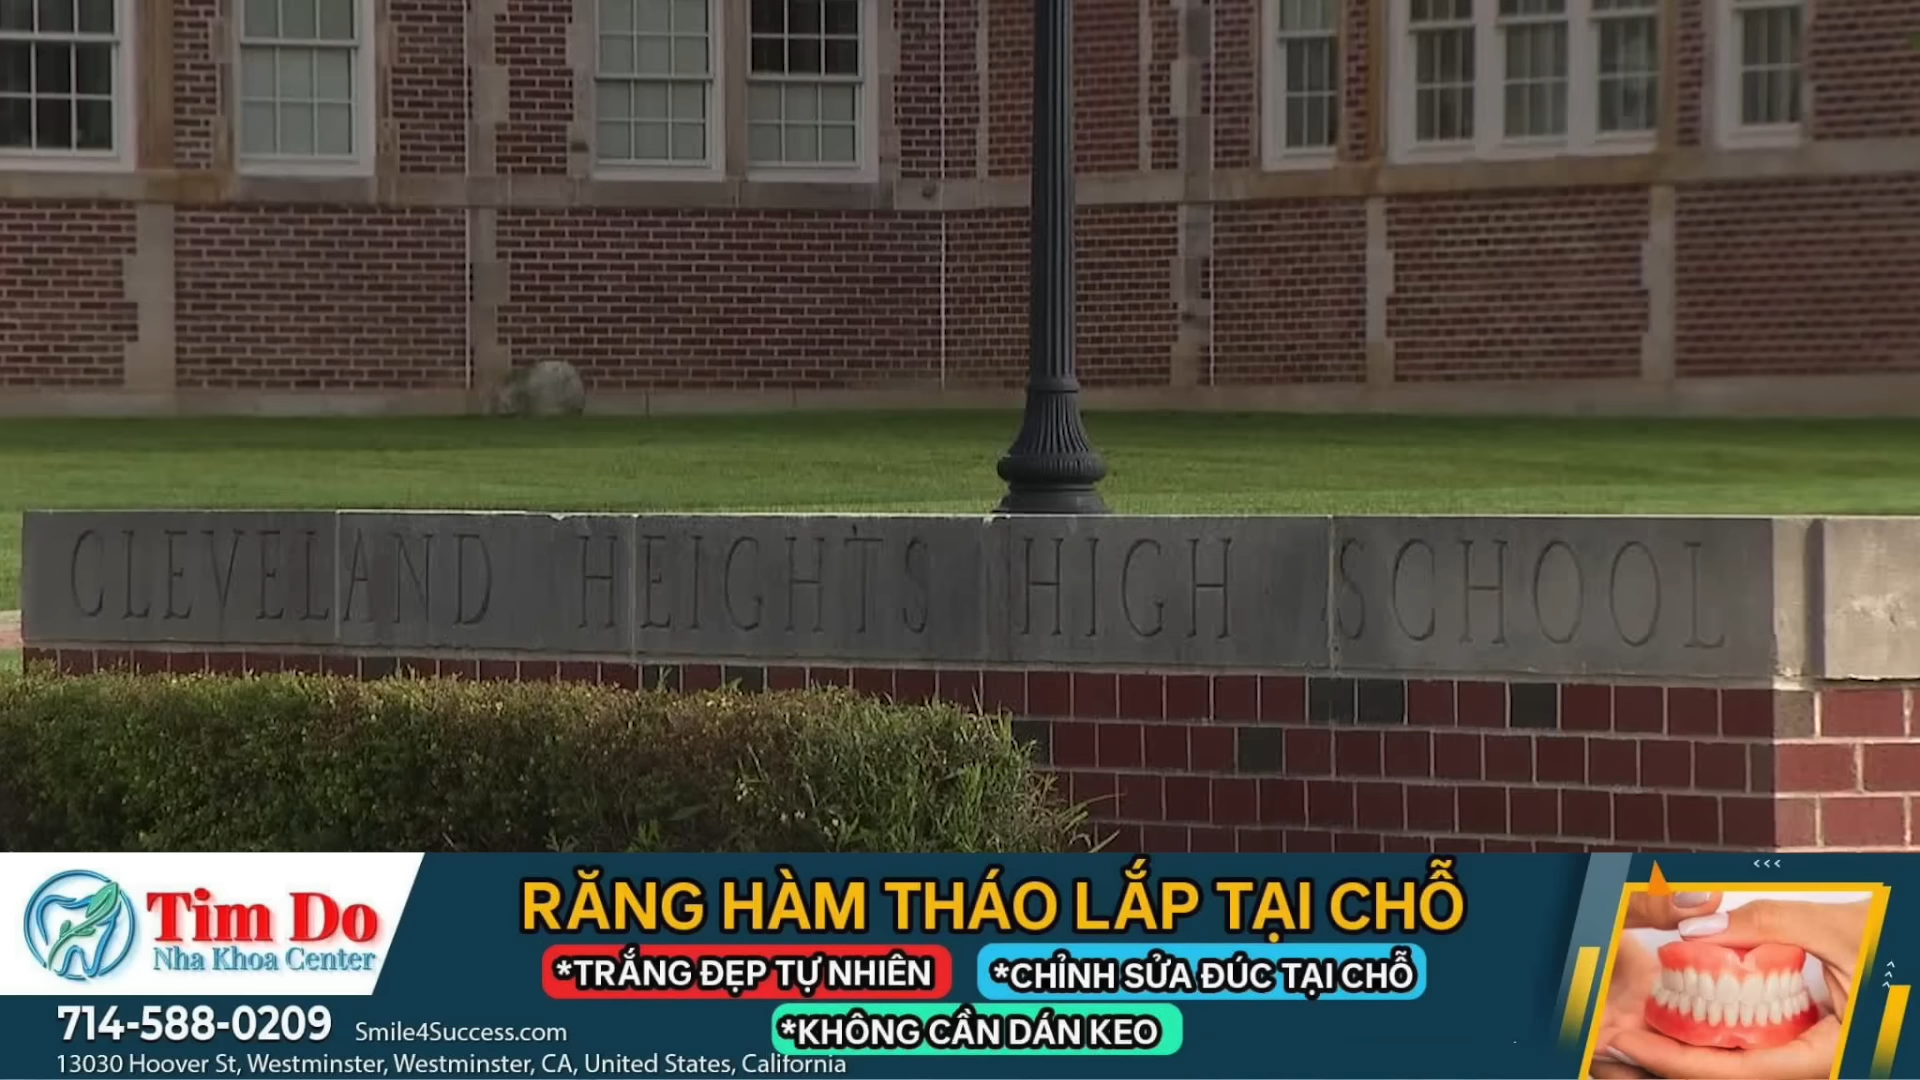 CLEVELAND HEIGHTS HIGH SCHOOL
Tim Do
Nha Khoa Center
714-588-0209
Smile4Success.com
13030 Hoover St, Westminster, Westminster, CA, United States, California
RĂNG HÀM THÁO LẮP TẠI CHỖ
*TRẮNG ĐẸP TỰ NHIÊN
*CHỈNH SỬA ĐÚC TẠI CHỖ
*KHÔNG CẦN DÁN KEO